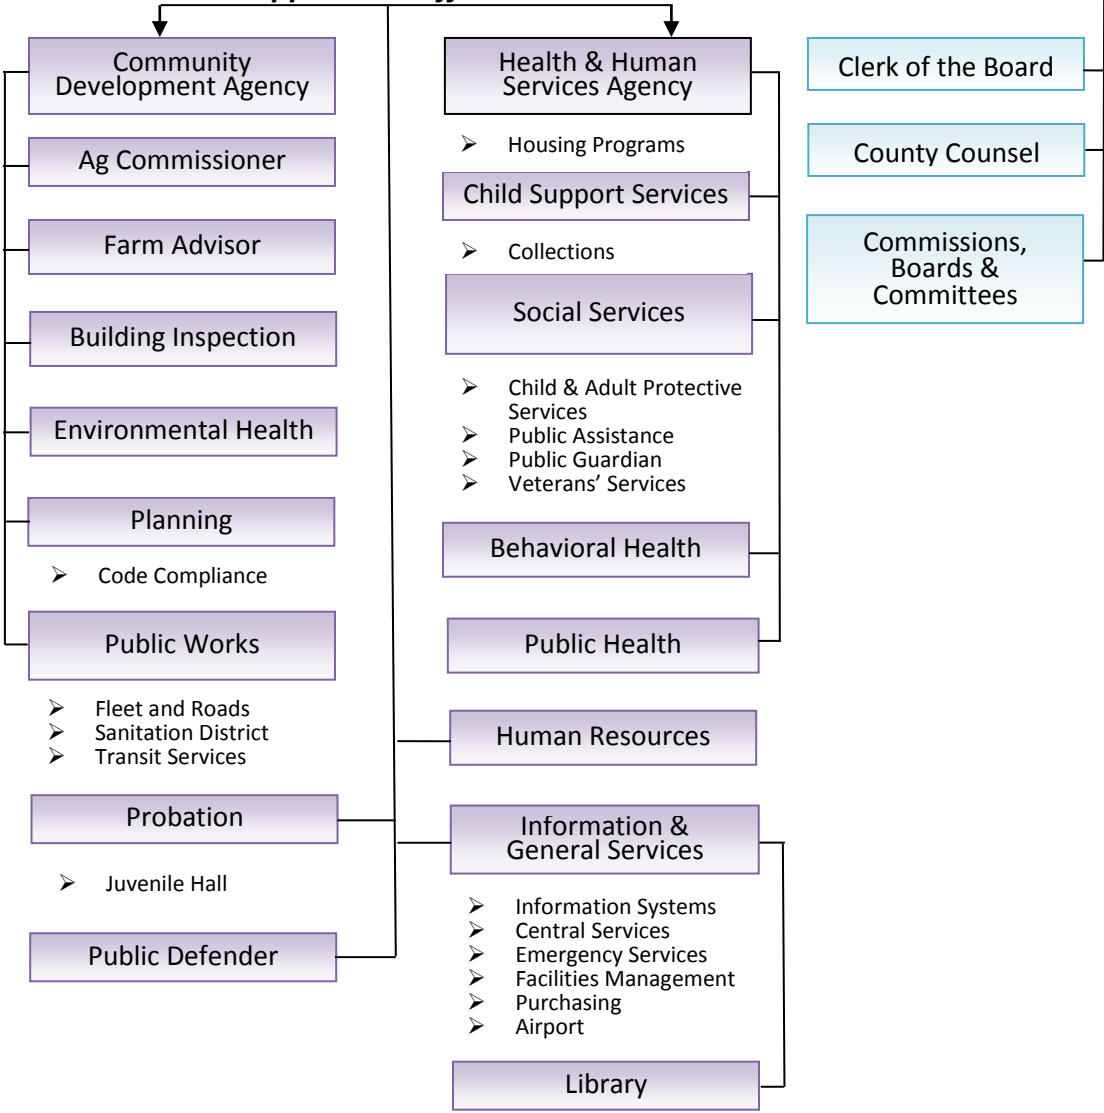 Community
Development Agency
Ag Commissioner
Farm Advisor
Building Inspection
Environmental Health
Planning
➢ Code Compliance
Public Works
➢ Fleet and Roads
➢ Sanitation District
➢ Transit Services
Probation
➢ Juvenile Hall
Public Defender
Health & Human
Services Agency
➢ Housing Programs
Child Support Services
➢ Collections
Social Services
➢ Child & Adult Protective
Services
➢ Public Assistance
➢ Public Guardian
➢ Veterans’ Services
Behavioral Health
Public Health
Human Resources
Information &
General Services
➢ Information Systems
➢ Central Services
➢ Emergency Services
➢ Facilities Management
➢ Purchasing
➢ Airport
Library
Clerk of the Board
County Counsel
Commissions,
Boards &
Committees